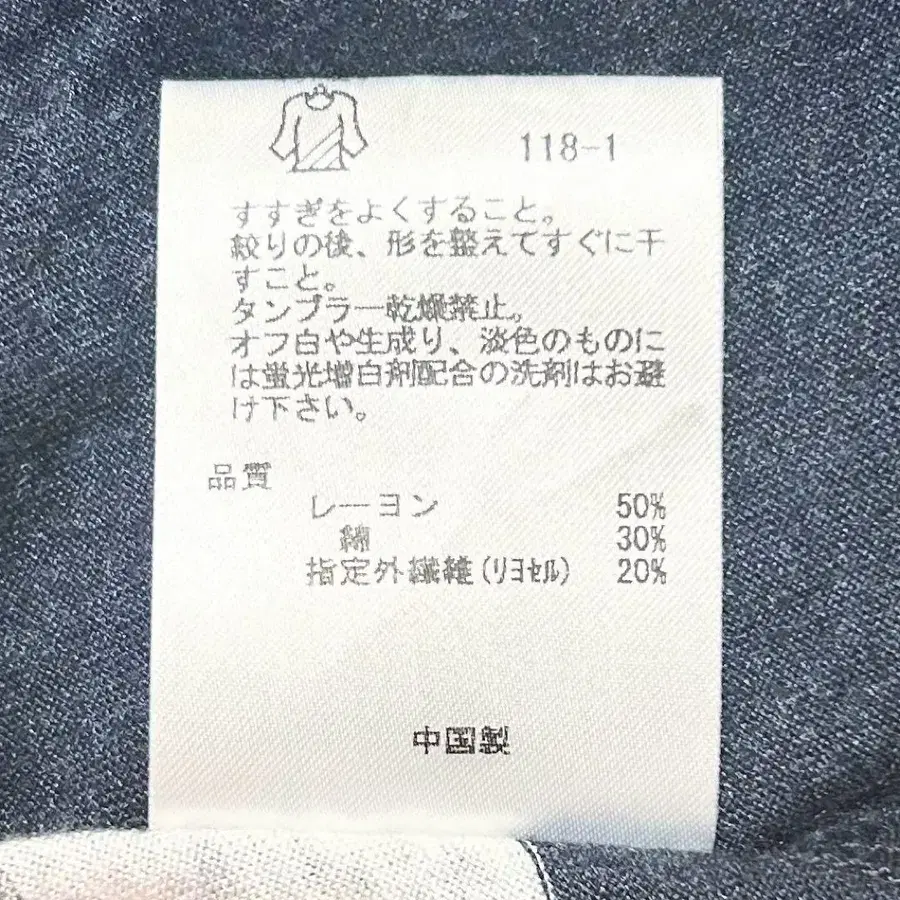 118-1
すすぎをよくすること。
絞りの後、形を整えてすぐに干
すこと。
タンブラー乾燥禁止。
オフ白や生成り、淡色のものに
は蛍光増白剤配合の洗剤はお避
け下さい。
品質
レーヨン 50%
綿 30%
指定外繊維(リヨセル) 20%
中国製